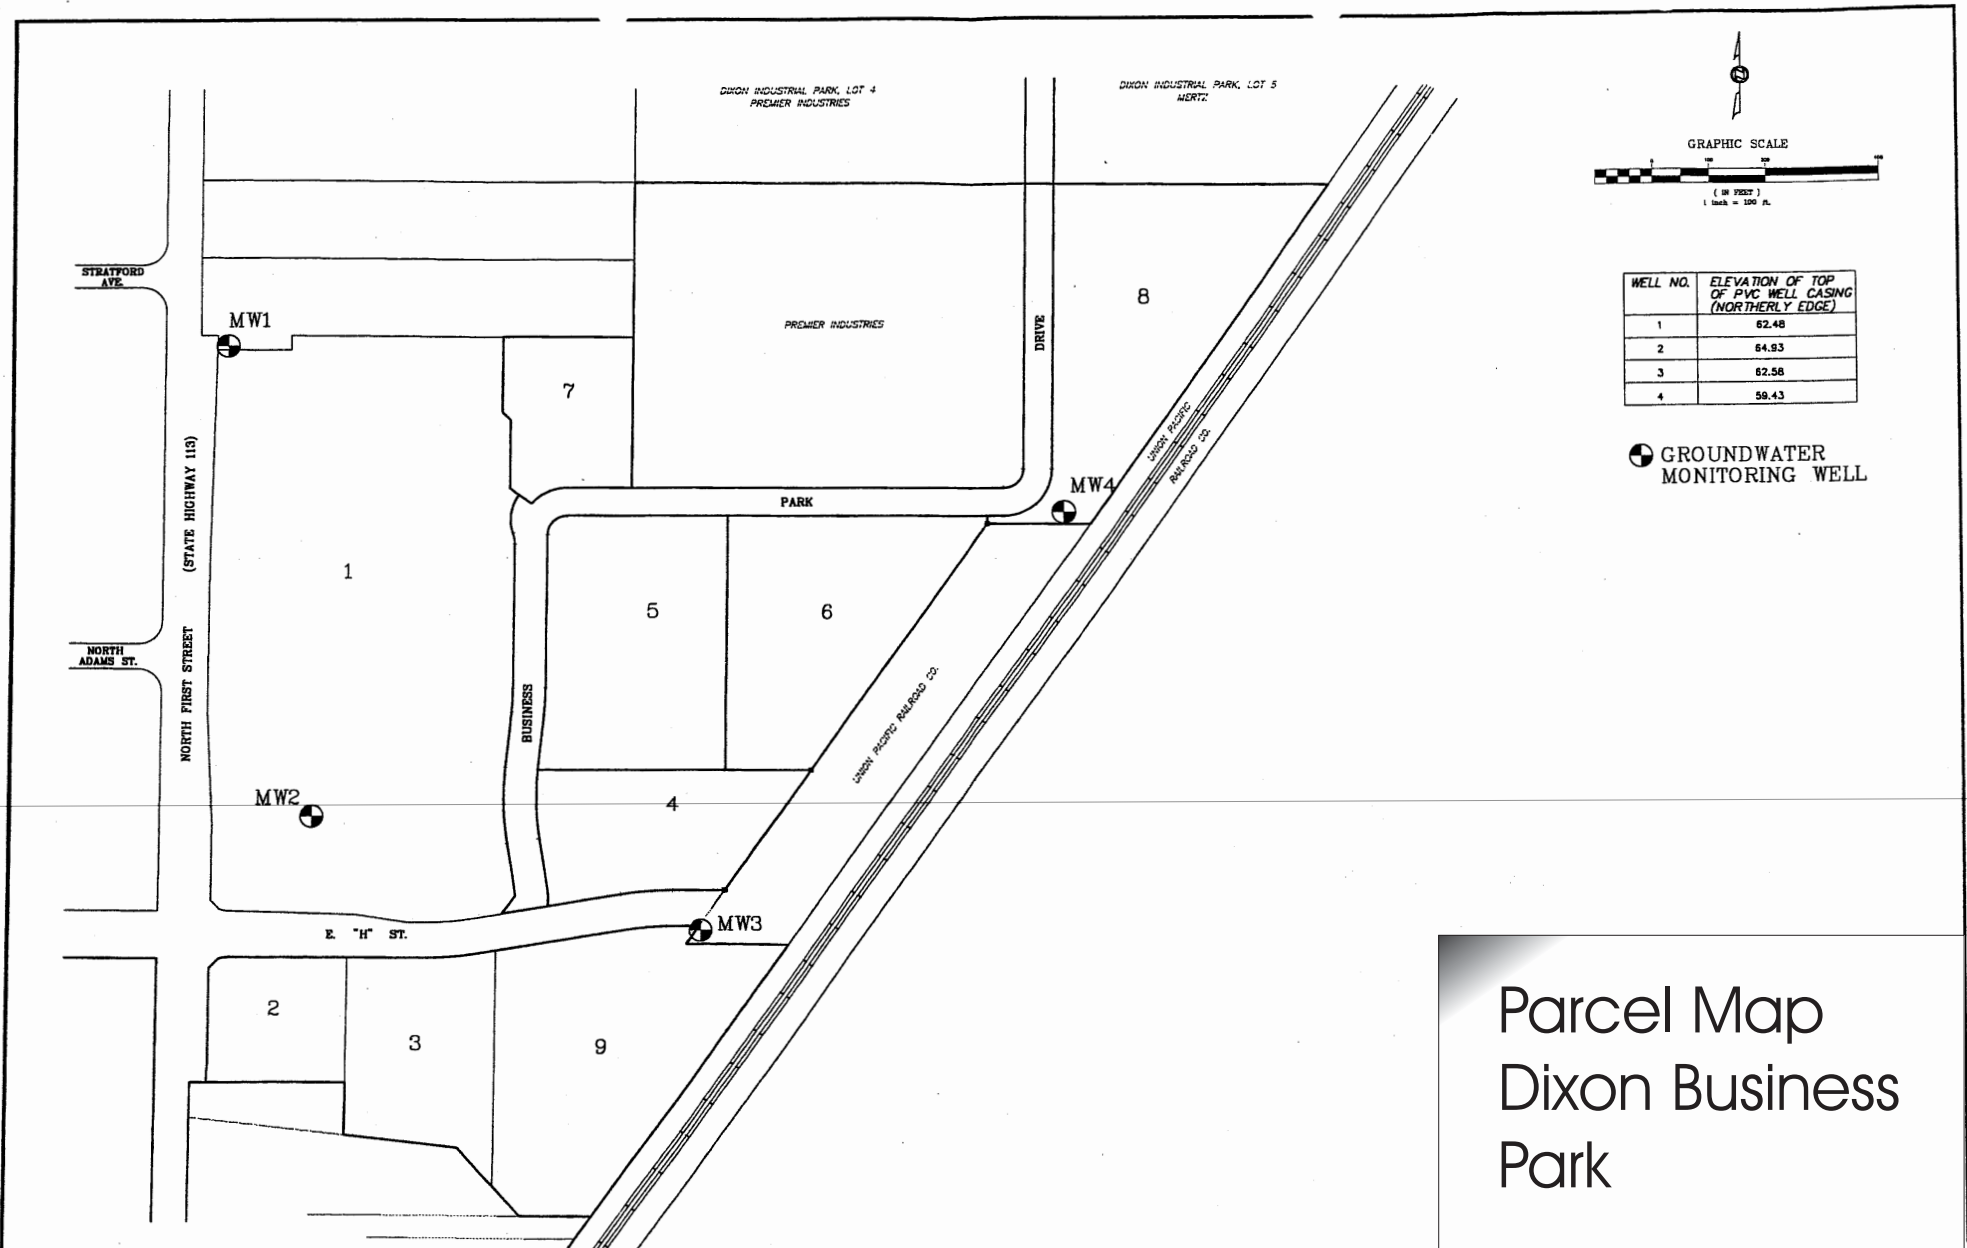 DIXON INDUSTRIAL PARK, LOT 4
PREMIER INDUSTRIES
DIXON INDUSTRIAL PARK, LOT 5
MERTZ
GRAPHIC SCALE
0 100 200 400
( IN FEET )
1 inch = 100 ft.
STRATFORD
AVE.
MW1
PREMIER INDUSTRIES
DRIVE
8
WELL NO.
ELEVATION OF TOP
OF PVC WELL CASING
(NORTHERLY EDGE)
1 62.48
2 64.93
3 62.58
4 59.43
7
UNION PACIFIC
RAILROAD CO.
GROUNDWATER
MONITORING WELL
PARK
MW4
NORTH FIRST STREET (STATE HIGHWAY 113)
1
5
6
NORTH
ADAMS ST.
BUSINESS
UNION PACIFIC RAILROAD CO.
MW2
4
MW3
E. "H" ST.
2
3
9
Parcel Map
Dixon Business
Park